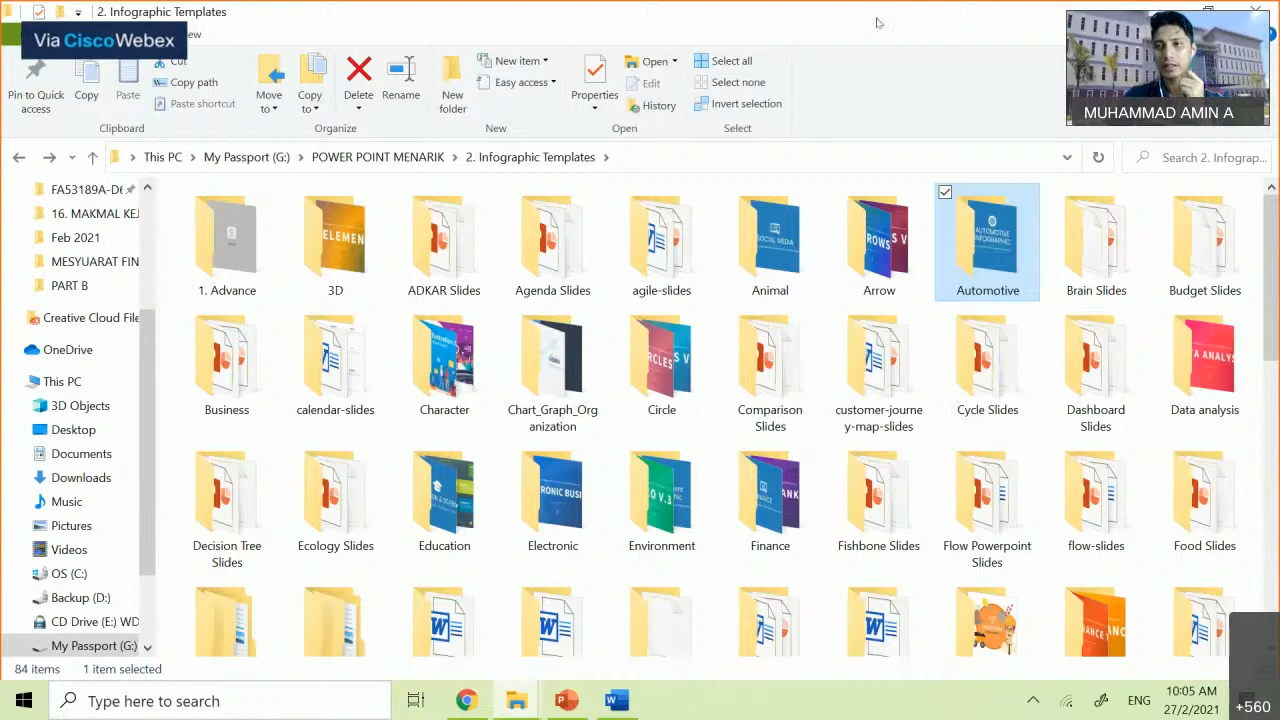 2. Infographic Templates
Via CiscoWebex
ew
Pin to Quick access
Copy
Paste
Cut
Copy path
Paste shortcut
Clipboard
Move to
Copy to
Delete
Rename
Organize
New folder
New item
Easy access
New
Properties
Open
Edit
History
Open
Select all
Select none
Invert selection
Select
MUHAMMAD AMIN A
This PC > My Passport (G:) > POWER POINT MENARIK > 2. Infographic Templates >
Search 2. Infograp...
FA53189A-D6
16. MAKMAL KEJ
Feb 2021
MESYUARAT FIN
PART B
Creative Cloud File
OneDrive
This PC
3D Objects
Desktop
Documents
Downloads
Music
Pictures
Videos
OS (C:)
Backup (D:)
CD Drive (E:) WD
My Passport (G:)
1. Advance
3D
ADKAR Slides
Agenda Slides
agile-slides
Animal
Arrow
Automotive
Brain Slides
Budget Slides
Business
calendar-slides
Character
Chart_Graph_Org
anization
Circle
Comparison
Slides
customer-journe
y-map-slides
Cycle Slides
Dashboard
Slides
Data analysis
Decision Tree
Slides
Ecology Slides
Education
Electronic
Environment
Finance
Fishbone Slides
Flow Powerpoint
Slides
flow-slides
Food Slides
84 items
1 item selected
Type here to search
ENG
10:05 AM
27/2/2021
+560